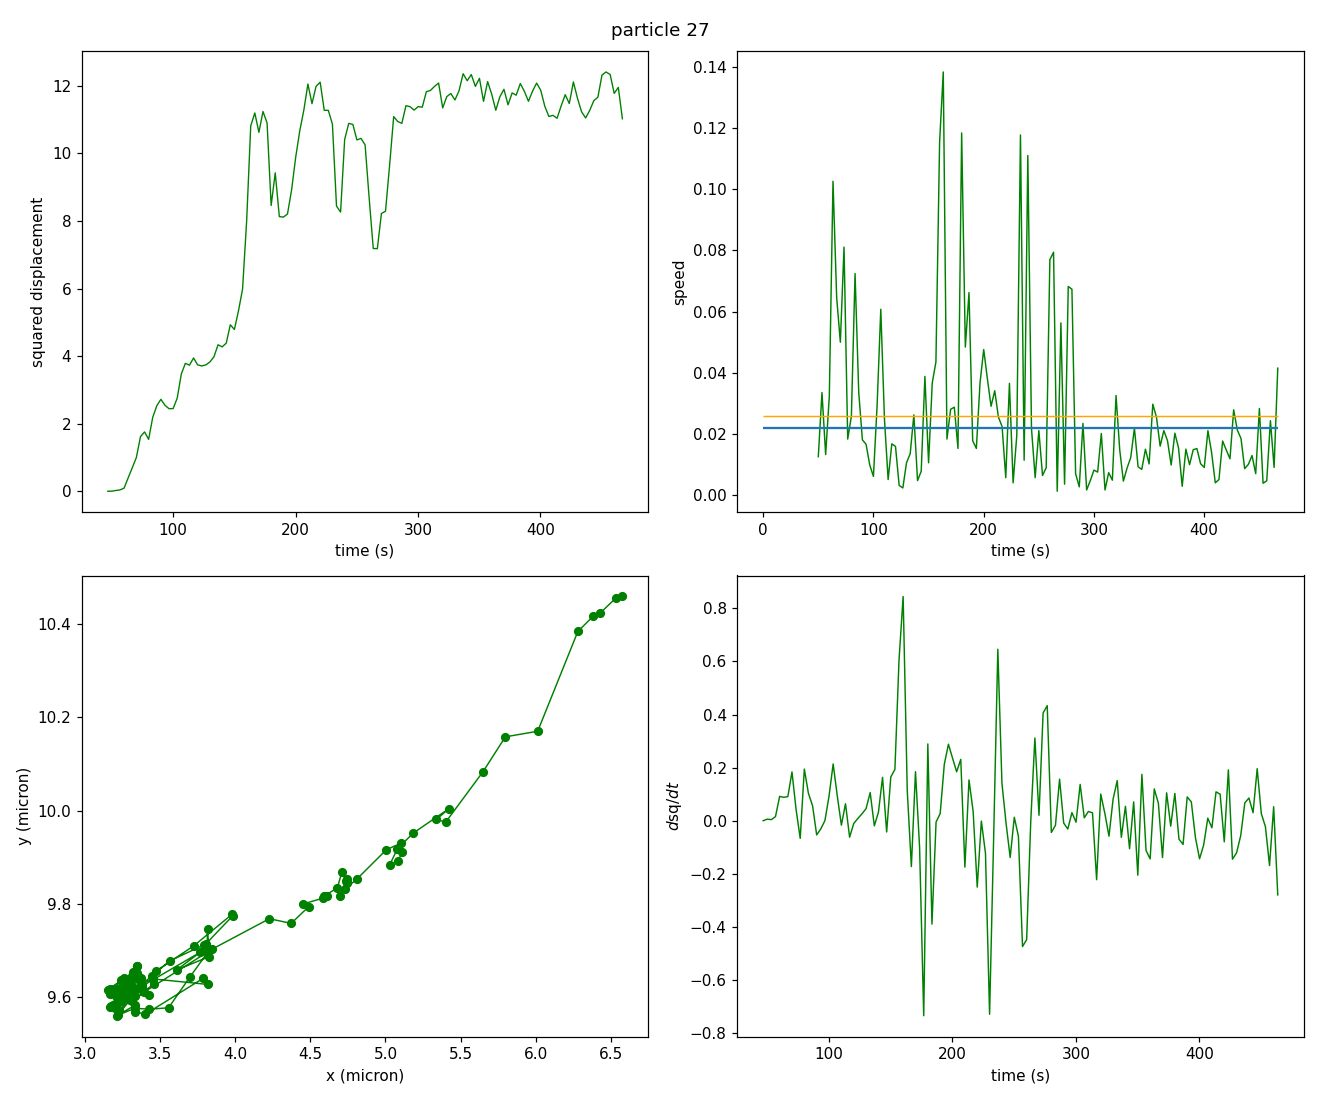 particle 27
12
10
8
6
4
2
0
squared displacement
100 200 300 400
time (s)
0.14
0.12
0.10
0.08
0.06
0.04
0.02
0.00
speed
0 100 200 300 400
time (s)
10.4
10.2
10.0
9.8
9.6
y (micron)
3.0 3.5 4.0 4.5 5.0 5.5 6.0 6.5
x (micron)
0.8
0.6
0.4
0.2
0.0
−0.2
−0.4
−0.6
−0.8
dsq/dt
100 200 300 400
time (s)